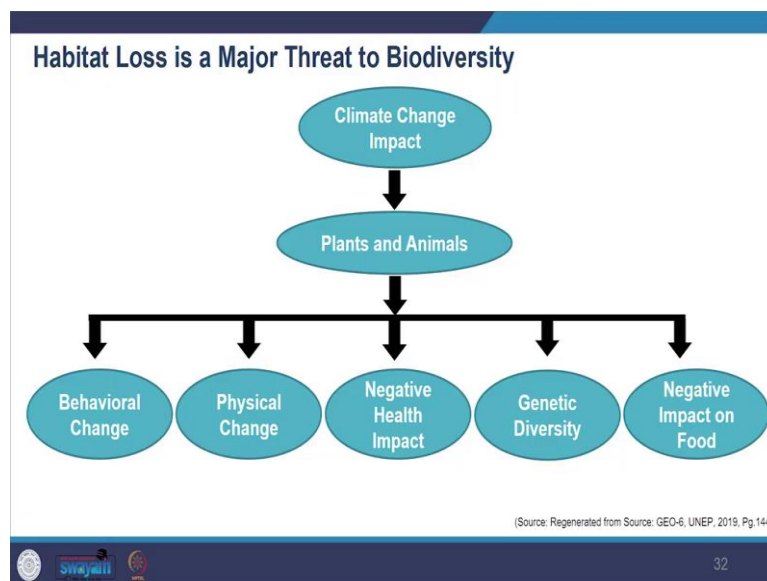 Habitat Loss is a Major Threat to Biodiversity
Climate Change
Impact
Plants and Animals
Behavioral
Change
Physical
Change
Negative
Health
Impact
Genetic
Diversity
Negative
Impact on
Food
(Source: Regenerated from Source: GEO-6, UNEP, 2019, Pg.144
swayam
32